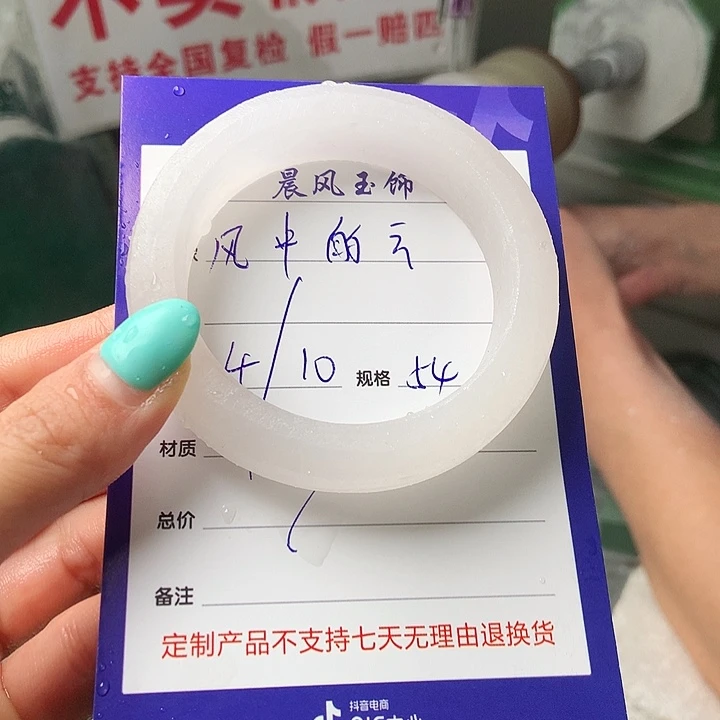 支持全国复检 假一赔四
晨风玉饰
风中的云
4/10 规格 54
材质
总价
备注
定制产品不支持七天无理由退换货
抖音电商